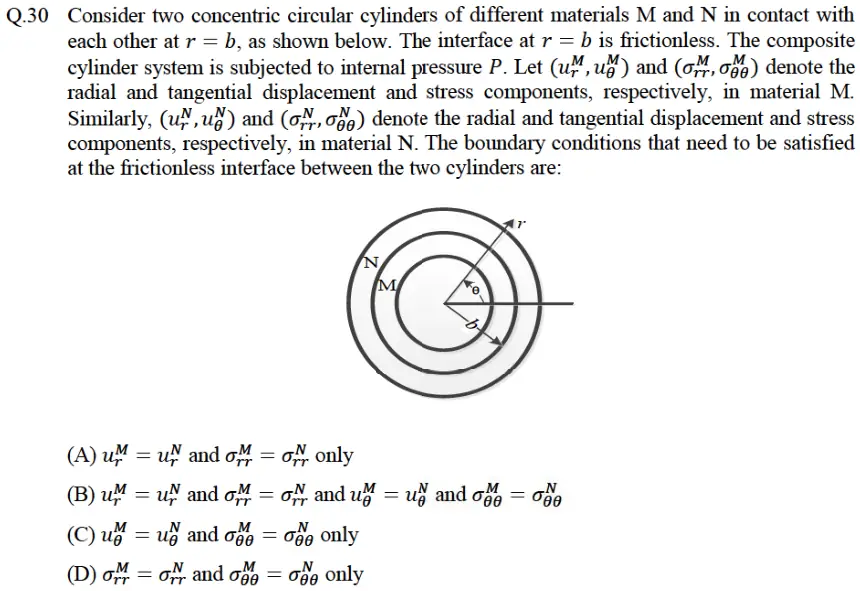 Q.30 Consider two concentric circular cylinders of different materials M and N in contact with
each other at r = b, as shown below. The interface at r = b is frictionless. The composite
cylinder system is subjected to internal pressure P. Let (u_r^M, u_θ^M) and (σ_rr^M, σ_θθ^M) denote the
radial and tangential displacement and stress components, respectively, in material M.
Similarly, (u_r^N, u_θ^N) and (σ_rr^N, σ_θθ^N) denote the radial and tangential displacement and stress
components, respectively, in material N. The boundary conditions that need to be satisfied
at the frictionless interface between the two cylinders are:
r
N
M
θ
b
(A) u_r^M = u_r^N and σ_rr^M = σ_rr^N only
(B) u_r^M = u_r^N and σ_rr^M = σ_rr^N and u_θ^M = u_θ^N and σ_θθ^M = σ_θθ^N
(C) u_θ^M = u_θ^N and σ_θθ^M = σ_θθ^N only
(D) σ_rr^M = σ_rr^N and σ_θθ^M = σ_θθ^N only